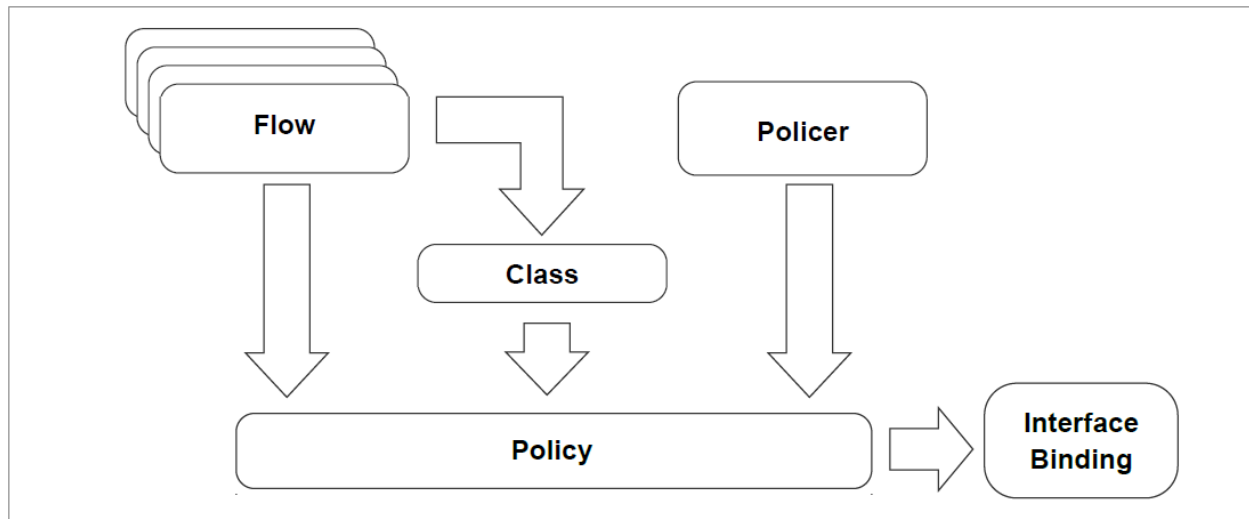 Flow
Policer
Class
Policy
Interface
Binding